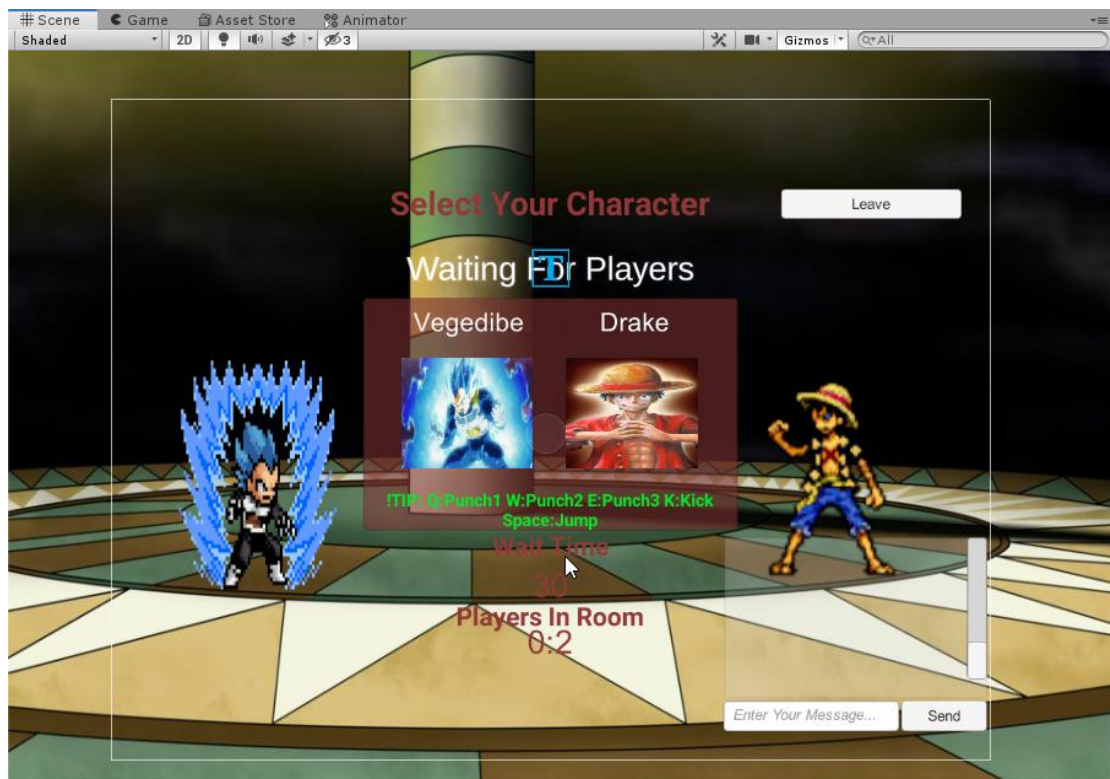 Scene Game Asset Store Animator
Shaded 2D 3 Gizmos All
Select Your Character
Leave
Waiting For Players
Vegedibe Drake
!TIP: Q:Punch1 W:Punch2 E:Punch3 K:Kick
Space:Jump
Wait Time
30
Players In Room
0:2
Enter Your Message... Send